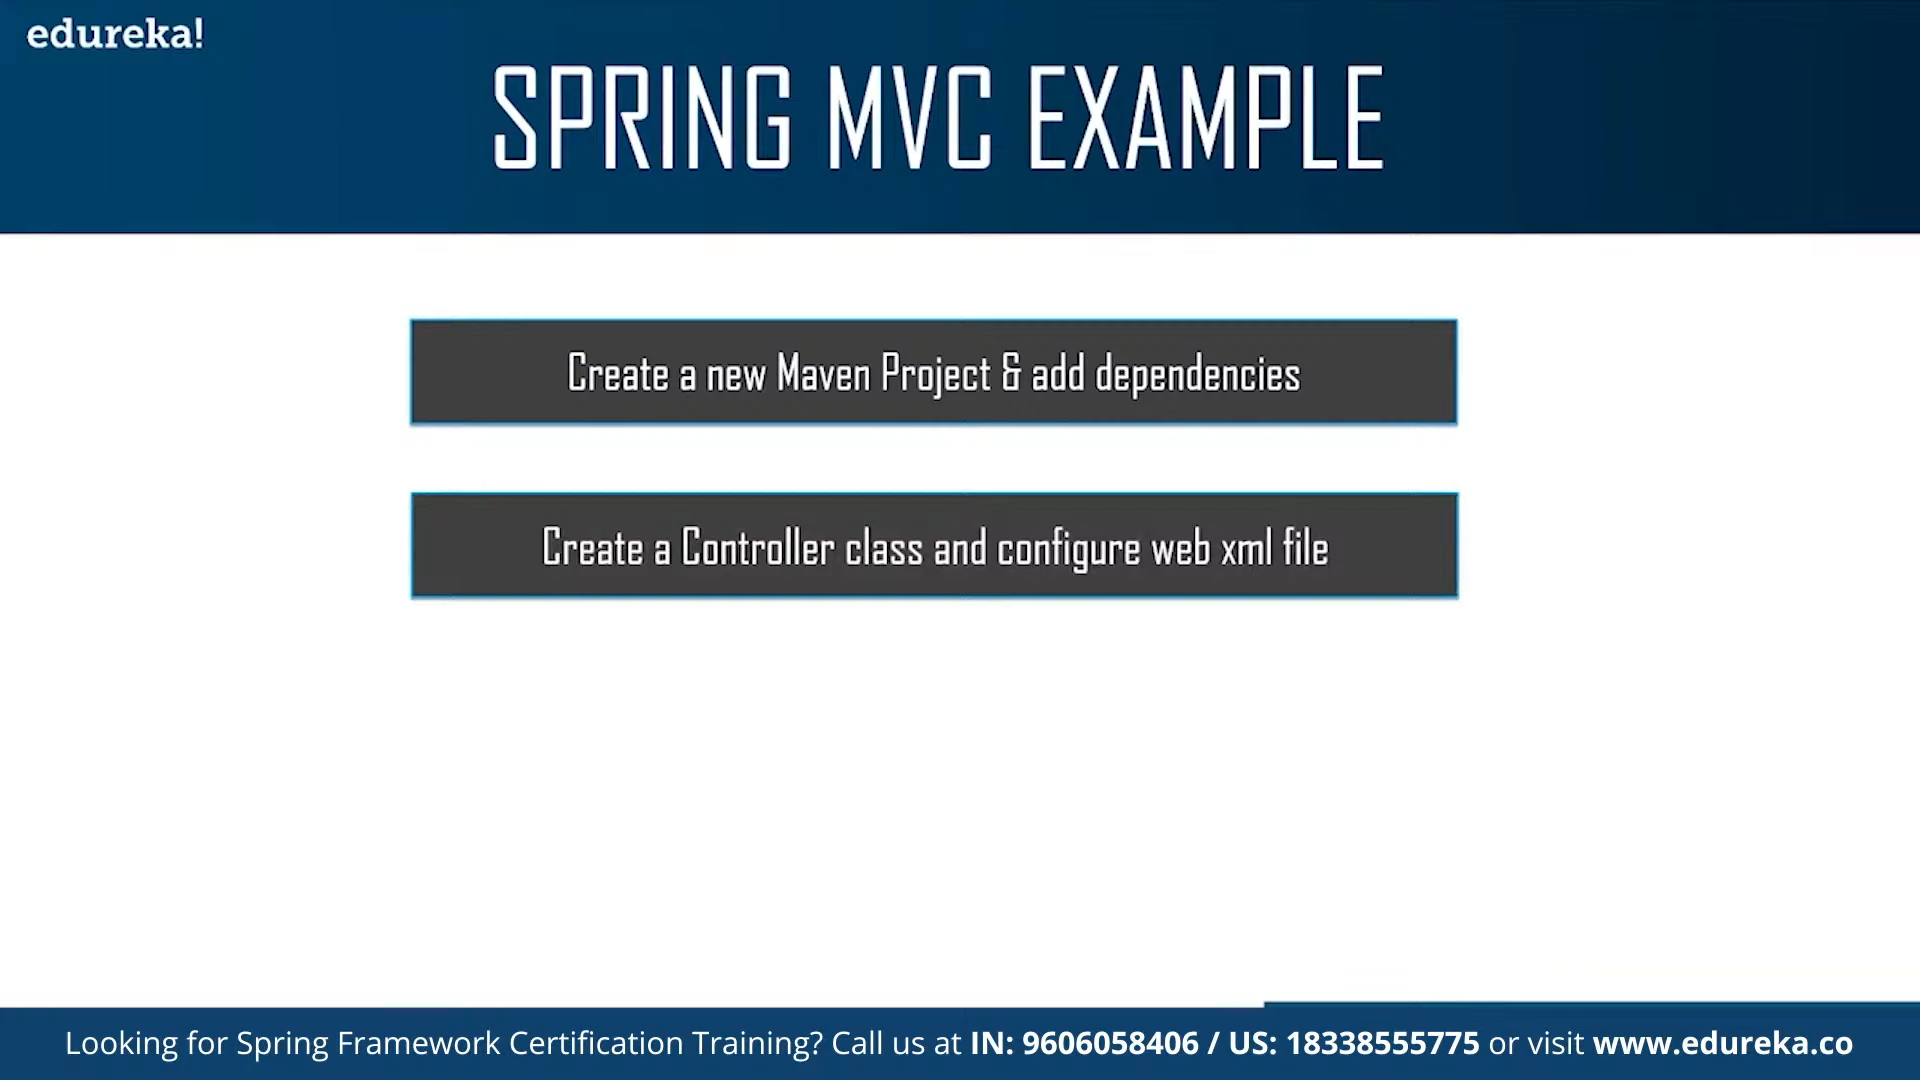 edureka!
SPRING MVC EXAMPLE
Create a new Maven Project & add dependencies
Create a Controller class and configure web xml file
Looking for Spring Framework Certification Training? Call us at IN: 9606058406 / US: 18338555775 or visit www.edureka.co